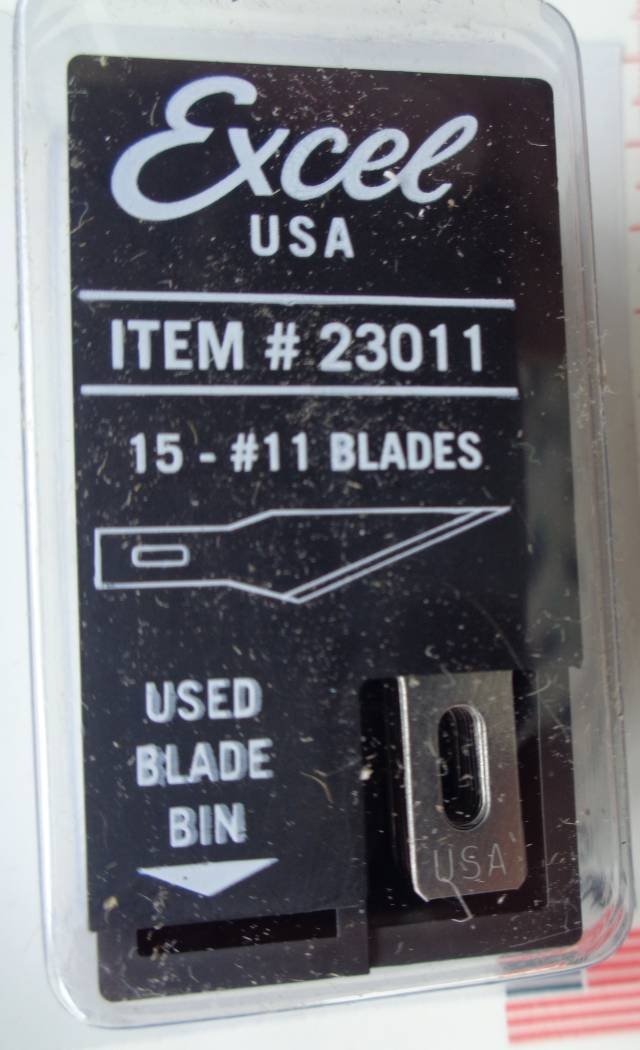 Excel
USA
ITEM # 23011
15 - #11 BLADES
USED
BLADE
BIN
USA